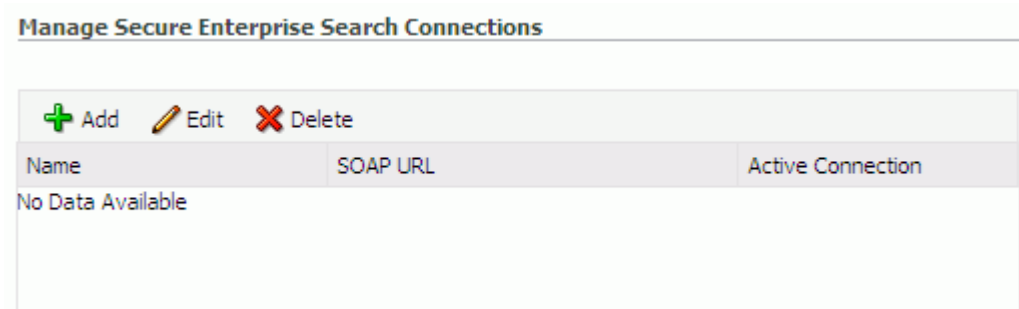 Manage Secure Enterprise Search Connections
Add Edit Delete
Name SOAP URL Active Connection
No Data Available